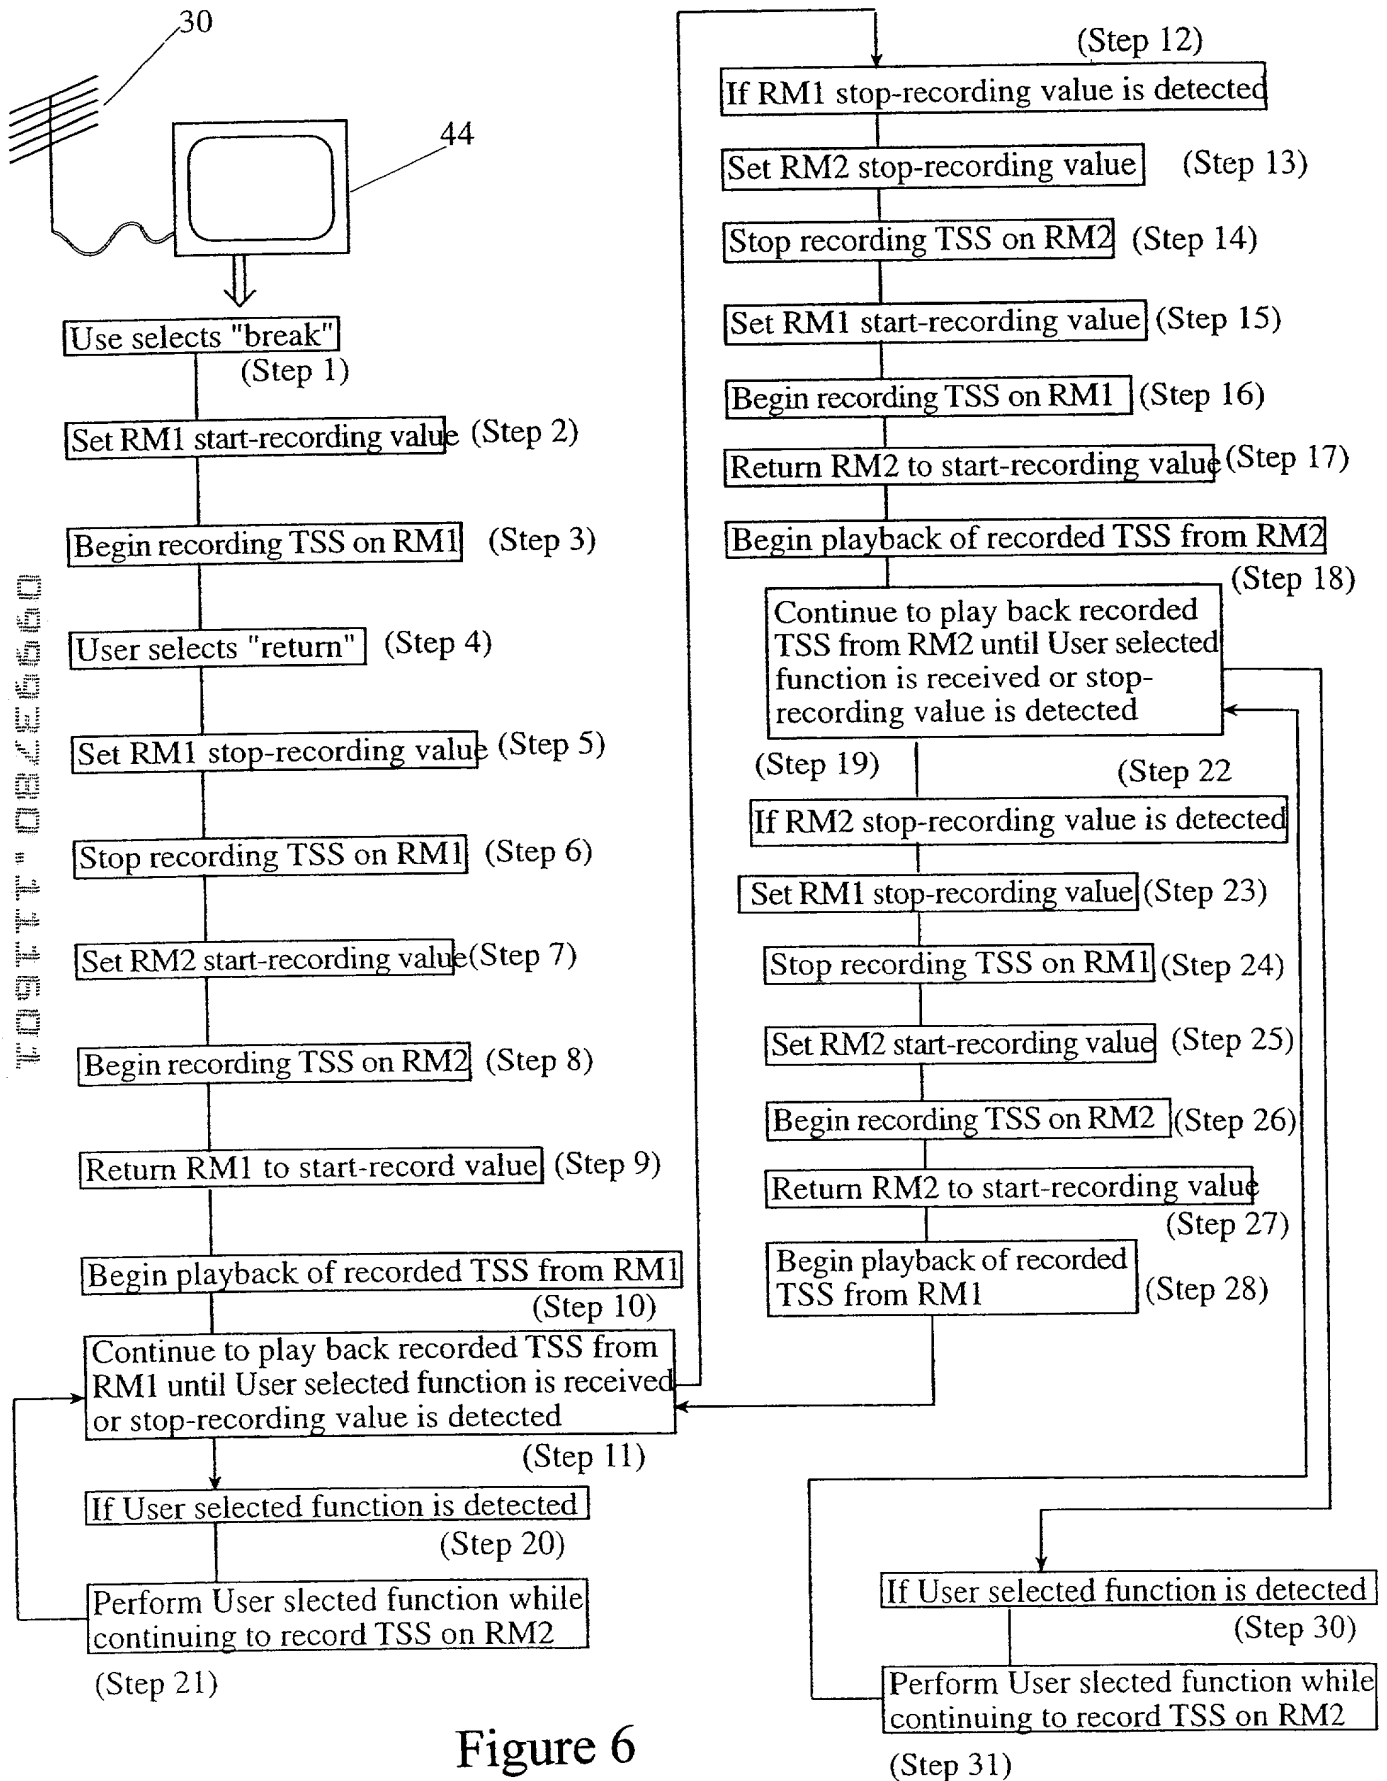 30
44
Use selects "break"
(Step 1)
Set RM1 start-recording value (Step 2)
Begin recording TSS on RM1 (Step 3)
User selects "return" (Step 4)
Set RM1 stop-recording value (Step 5)
Stop recording TSS on RM1 (Step 6)
Set RM2 start-recording value (Step 7)
Begin recording TSS on RM2 (Step 8)
Return RM1 to start-record value (Step 9)
Begin playback of recorded TSS from RM1
(Step 10)
Continue to play back recorded TSS from
RM1 until User selected function is received
or stop-recording value is detected
(Step 11)
If User selected function is detected
(Step 20)
Perform User slected function while
continuing to record TSS on RM2
(Step 21)
(Step 12)
If RM1 stop-recording value is detected
Set RM2 stop-recording value (Step 13)
Stop recording TSS on RM2 (Step 14)
Set RM1 start-recording value (Step 15)
Begin recording TSS on RM1 (Step 16)
Return RM2 to start-recording value (Step 17)
Begin playback of recorded TSS from RM2
(Step 18)
Continue to play back recorded
TSS from RM2 until User selected
function is received or stop-
recording value is detected
(Step 19)
(Step 22
If RM2 stop-recording value is detected
Set RM1 stop-recording value (Step 23)
Stop recording TSS on RM1 (Step 24)
Set RM2 start-recording value (Step 25)
Begin recording TSS on RM2 (Step 26)
Return RM2 to start-recording value
(Step 27)
Begin playback of recorded
TSS from RM1 (Step 28)
If User selected function is detected
(Step 30)
Perform User slected function while
continuing to record TSS on RM2
(Step 31)
Figure 6